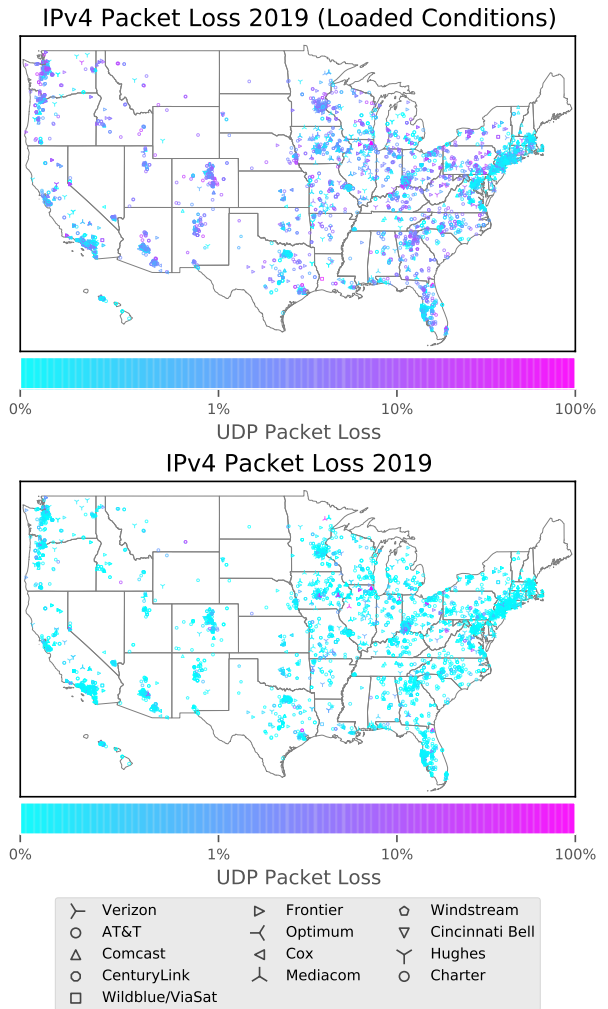 IPv4 Packet Loss 2019 (Loaded Conditions)
0% 1% 10% 100%
UDP Packet Loss
IPv4 Packet Loss 2019
0% 1% 10% 100%
UDP Packet Loss
Verizon Frontier Windstream
AT&T Optimum Cincinnati Bell
Comcast Cox Hughes
CenturyLink Mediacom Charter
Wildblue/ViaSat